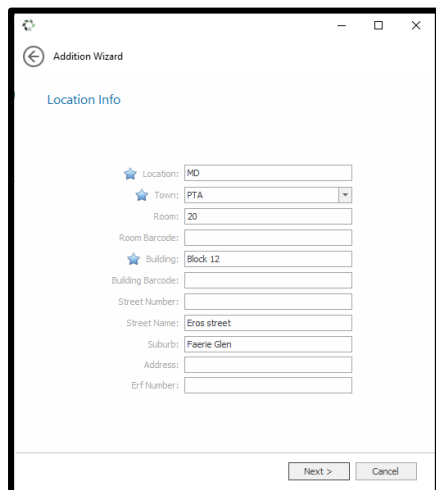 Addition Wizard
Location Info
Location: MD
Town: PTA
Room: 20
Room Barcode:
Building: Block 12
Building Barcode:
Street Number:
Street Name: Eros street
Suburb: Faerie Glen
Address:
Erf Number:
Next > Cancel